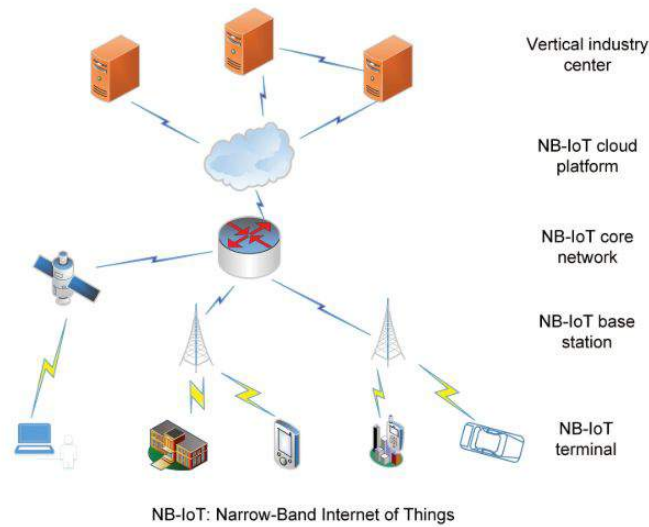 Vertical industry
center
NB-IoT cloud
platform
NB-IoT core
network
NB-IoT base
station
NB-IoT
terminal
NB-IoT: Narrow-Band Internet of Things